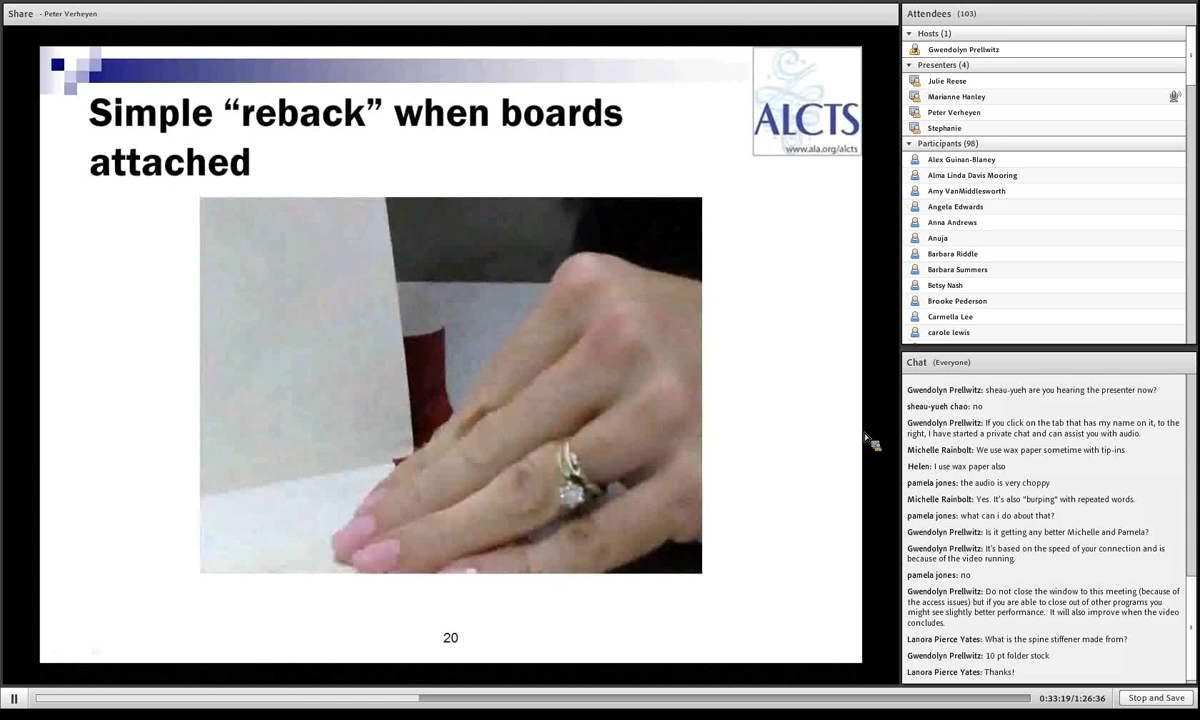 Share - Peter Verheyen
Simple “reback” when boards
attached
ALCTS
www.ala.org/alcts
20
Attendees (103)
Hosts (1)
Gwendolyn Prellwitz
Presenters (4)
Julie Reese
Marianne Hanley
Peter Verheyen
Stephanie
Participants (98)
Alex Guinan-Blaney
Alma Linda Davis Mooring
Amy VanMiddlesworth
Angela Edwards
Anna Andrews
Anuja
Barbara Riddle
Barbara Summers
Betsy Nash
Brooke Pederson
Carmella Lee
carole lewis
Chat (Everyone)
Gwendolyn Prellwitz: sheau-yueh are you hearing the presenter now?
sheau-yueh chao: no
Gwendolyn Prellwitz: If you click on the tab that has my name on it, to the
right, I have started a private chat and can assist you with audio.
Michelle Rainbolt: We use wax paper sometime with tip-ins
Helen: I use wax paper also
pamela jones: the audio is very choppy
Michelle Rainbolt: Yes. It's also "burping" with repeated words.
pamela jones: what can i do about that?
Gwendolyn Prellwitz: Is it getting any better Michelle and Pamela?
Gwendolyn Prellwitz: It's based on the speed of your connection and is
because of the video running.
pamela jones: no
Gwendolyn Prellwitz: Do not close the window to this meeting (because of
the access issues) but if you are able to close out of other programs you
might see slightly better performance. It will also improve when the video
concludes.
Lanora Pierce Yates: What is the spine stiffener made from?
Gwendolyn Prellwitz: 10 pt folder stock
Lanora Pierce Yates: Thanks!
0:33:19/1:26:36
Stop and Save